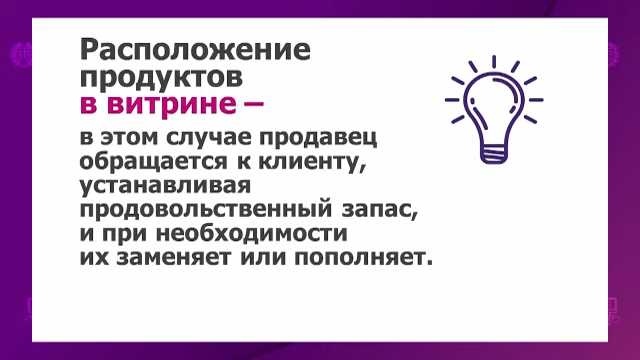 Расположение
продуктов
в витрине –
в этом случае продавец
обращается к клиенту,
устанавливая
продовольственный запас,
и при необходимости
их заменяет или пополняет.